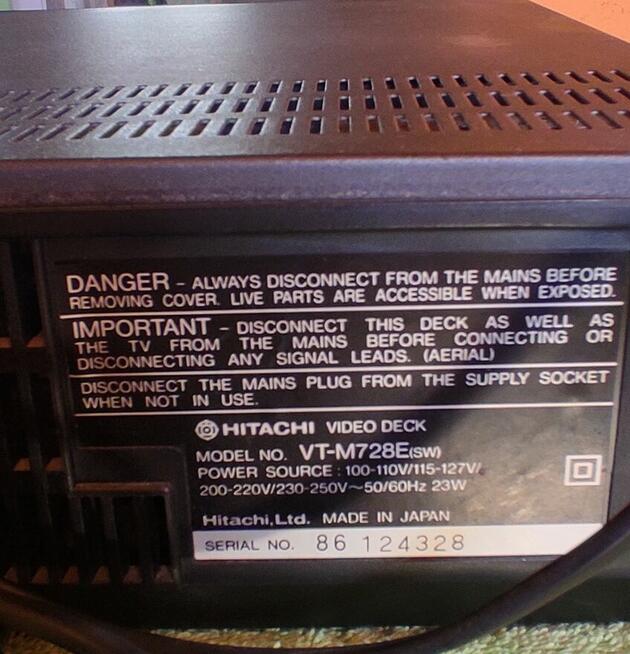 DANGER - ALWAYS DISCONNECT FROM THE MAINS BEFORE
REMOVING COVER. LIVE PARTS ARE ACCESSIBLE WHEN EXPOSED.
IMPORTANT - DISCONNECT THIS DECK AS WELL AS
THE TV FROM THE MAINS BEFORE CONNECTING OR
DISCONNECTING ANY SIGNAL LEADS. (AERIAL)
DISCONNECT THE MAINS PLUG FROM THE SUPPLY SOCKET
WHEN NOT IN USE.
HITACHI VIDEO DECK
MODEL NO. VT-M728E(SW)
POWER SOURCE : 100-110V/115-127V/
200-220V/230-250V~50/60Hz 23W
Hitachi,Ltd. MADE IN JAPAN
SERIAL NO. 86 124328